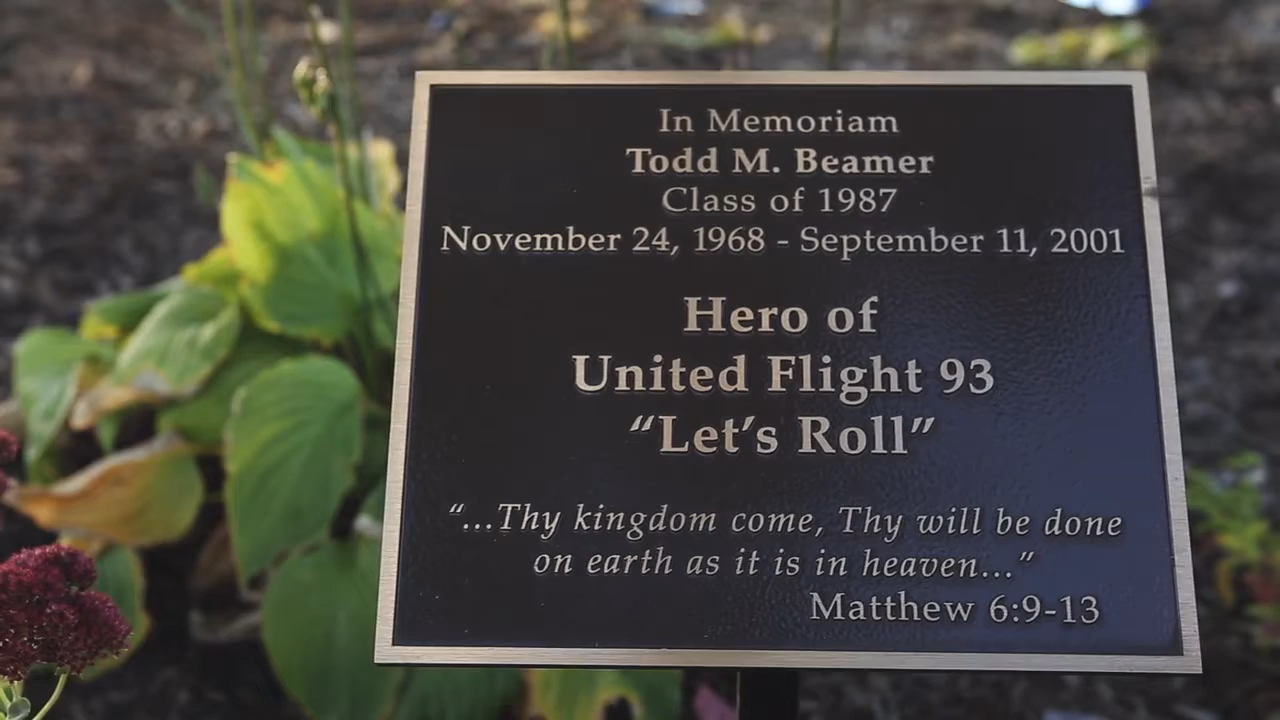 In Memoriam
Todd M. Beamer
Class of 1987
November 24, 1968 - September 11, 2001
Hero of
United Flight 93
“Let’s Roll”
“...Thy kingdom come, Thy will be done
on earth as it is in heaven...”
Matthew 6:9-13